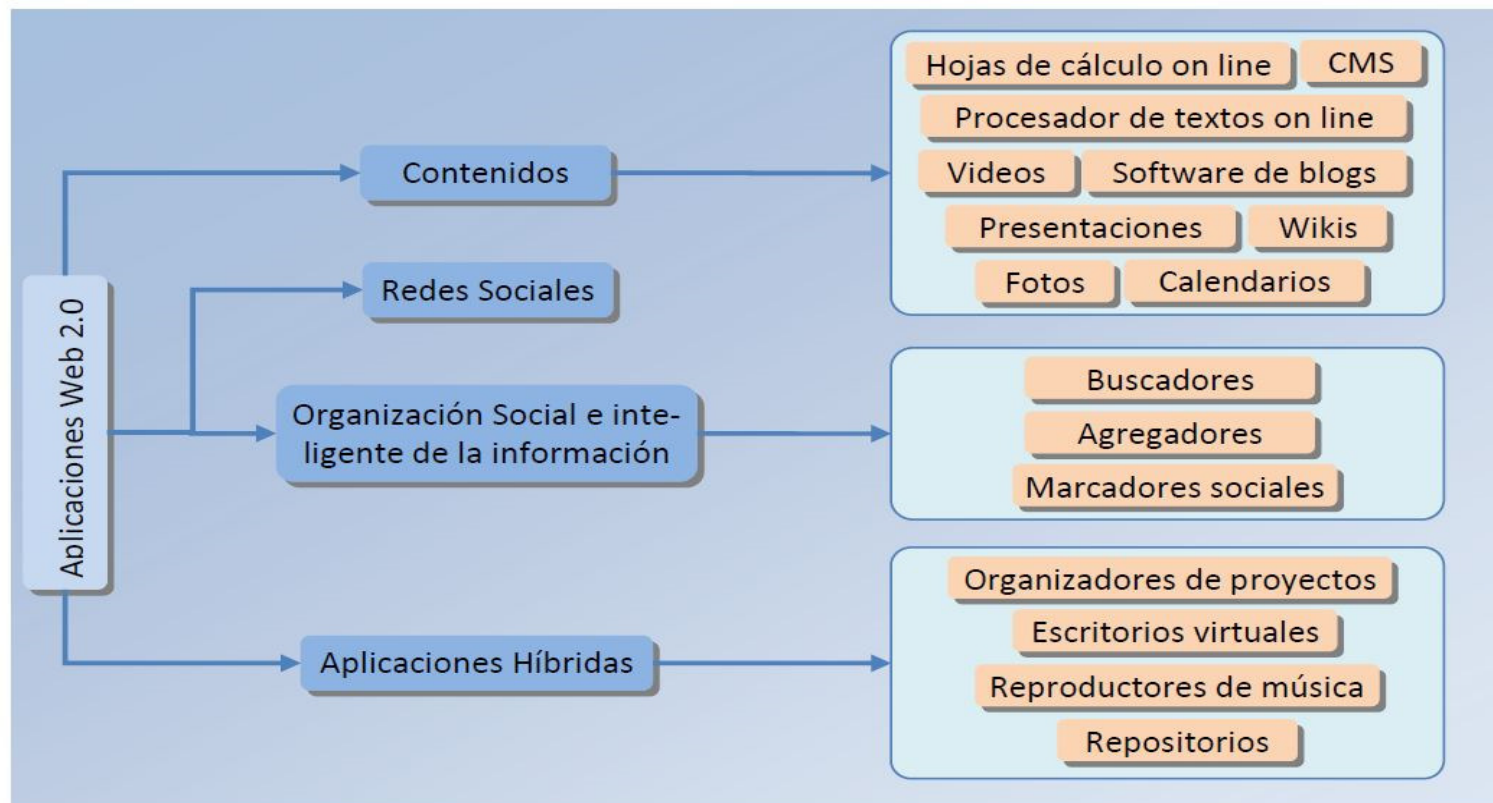 Aplicaciones Web 2.0
Contenidos
Hojas de cálculo on line
CMS
Procesador de textos on line
Videos
Software de blogs
Presentaciones
Wikis
Fotos
Calendarios
Redes Sociales
Organización Social e inte-
ligente de la información
Buscadores
Agregadores
Marcadores sociales
Aplicaciones Híbridas
Organizadores de proyectos
Escritorios virtuales
Reproductores de música
Repositorios